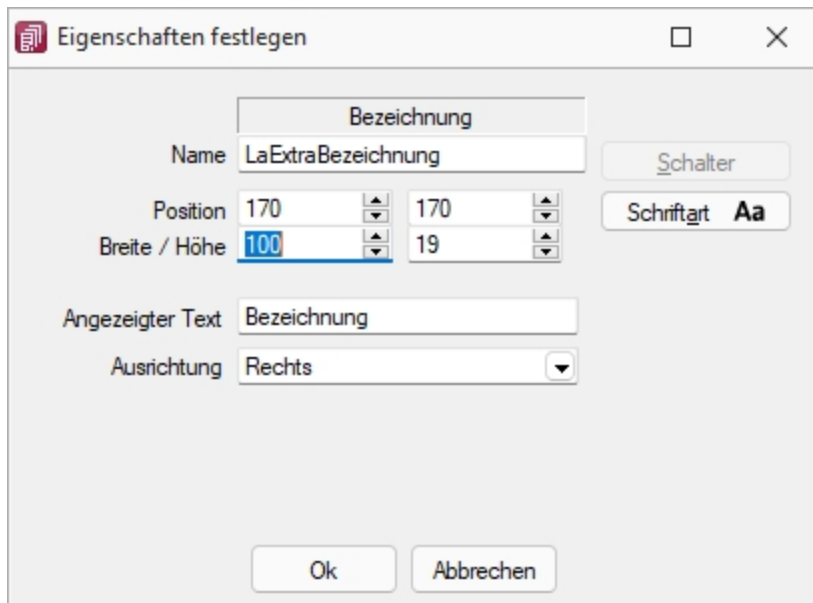 Eigenschaften festlegen
Bezeichnung
Name LaExtraBezeichnung Schalter
Position 170 170 Schriftart Aa
Breite / Höhe 100 19
Angezeigter Text Bezeichnung
Ausrichtung Rechts
Ok Abbrechen